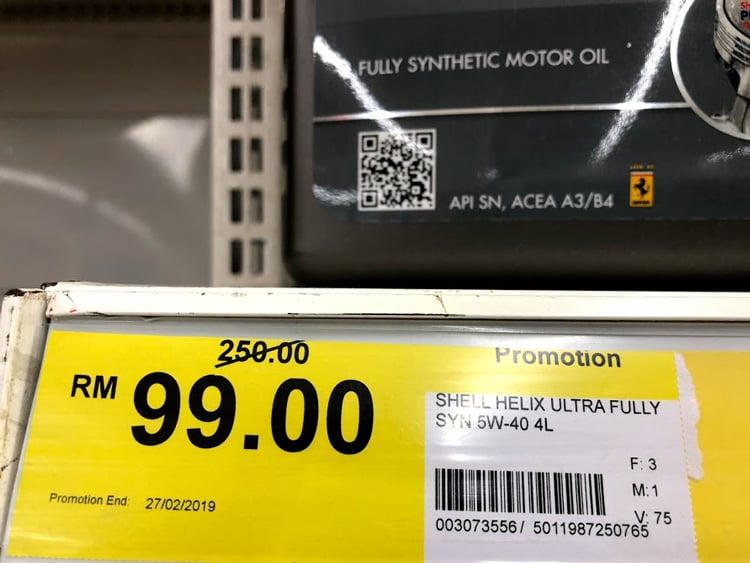 FULLY SYNTHETIC MOTOR OIL
API SN, ACEA A3/B4
250.00
RM 99.00
Promotion End: 27/02/2019
Promotion
SHELL HELIX ULTRA FULLY
SYN 5W-40 4L
F: 3
M: 1
V: 75
003073556/ 5011987250765